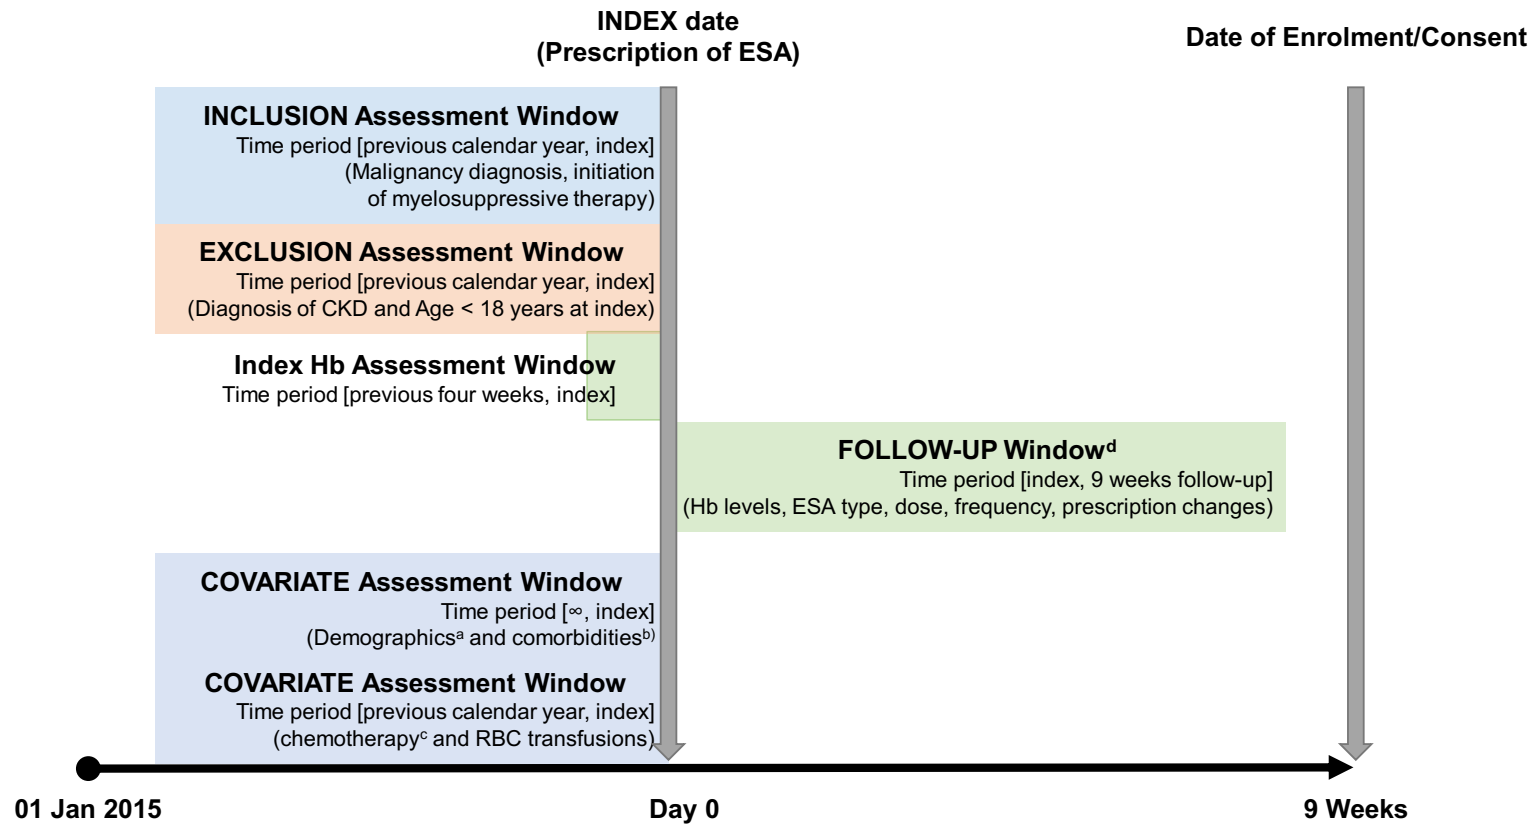 INDEX date
(Prescription of ESA)
Date of Enrolment/Consent
INCLUSION Assessment Window
Time period [previous calendar year, index]
(Malignancy diagnosis, initiation
of myelosuppressive therapy)
EXCLUSION Assessment Window
Time period [previous calendar year, index]
(Diagnosis of CKD and Age < 18 years at index)
Index Hb Assessment Window
Time period [previous four weeks, index]
FOLLOW-UP Windowᵈ
Time period [index, 9 weeks follow-up]
(Hb levels, ESA type, dose, frequency, prescription changes)
COVARIATE Assessment Window
Time period [∞, index]
(Demographicsᵃ and comorbiditiesᵇ⁾
COVARIATE Assessment Window
Time period [previous calendar year, index]
(chemotherapyᶜ and RBC transfusions)
01 Jan 2015
Day 0
9 Weeks